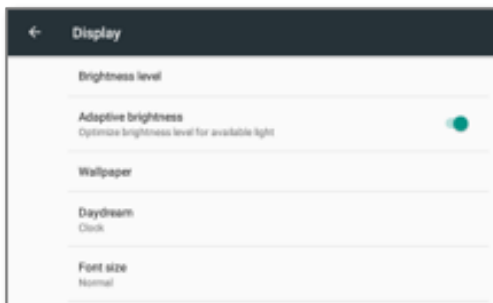 Display
Brightness level
Adaptive brightness
Optimize brightness level for available light
Wallpaper
Daydream
Clock
Font size
Normal